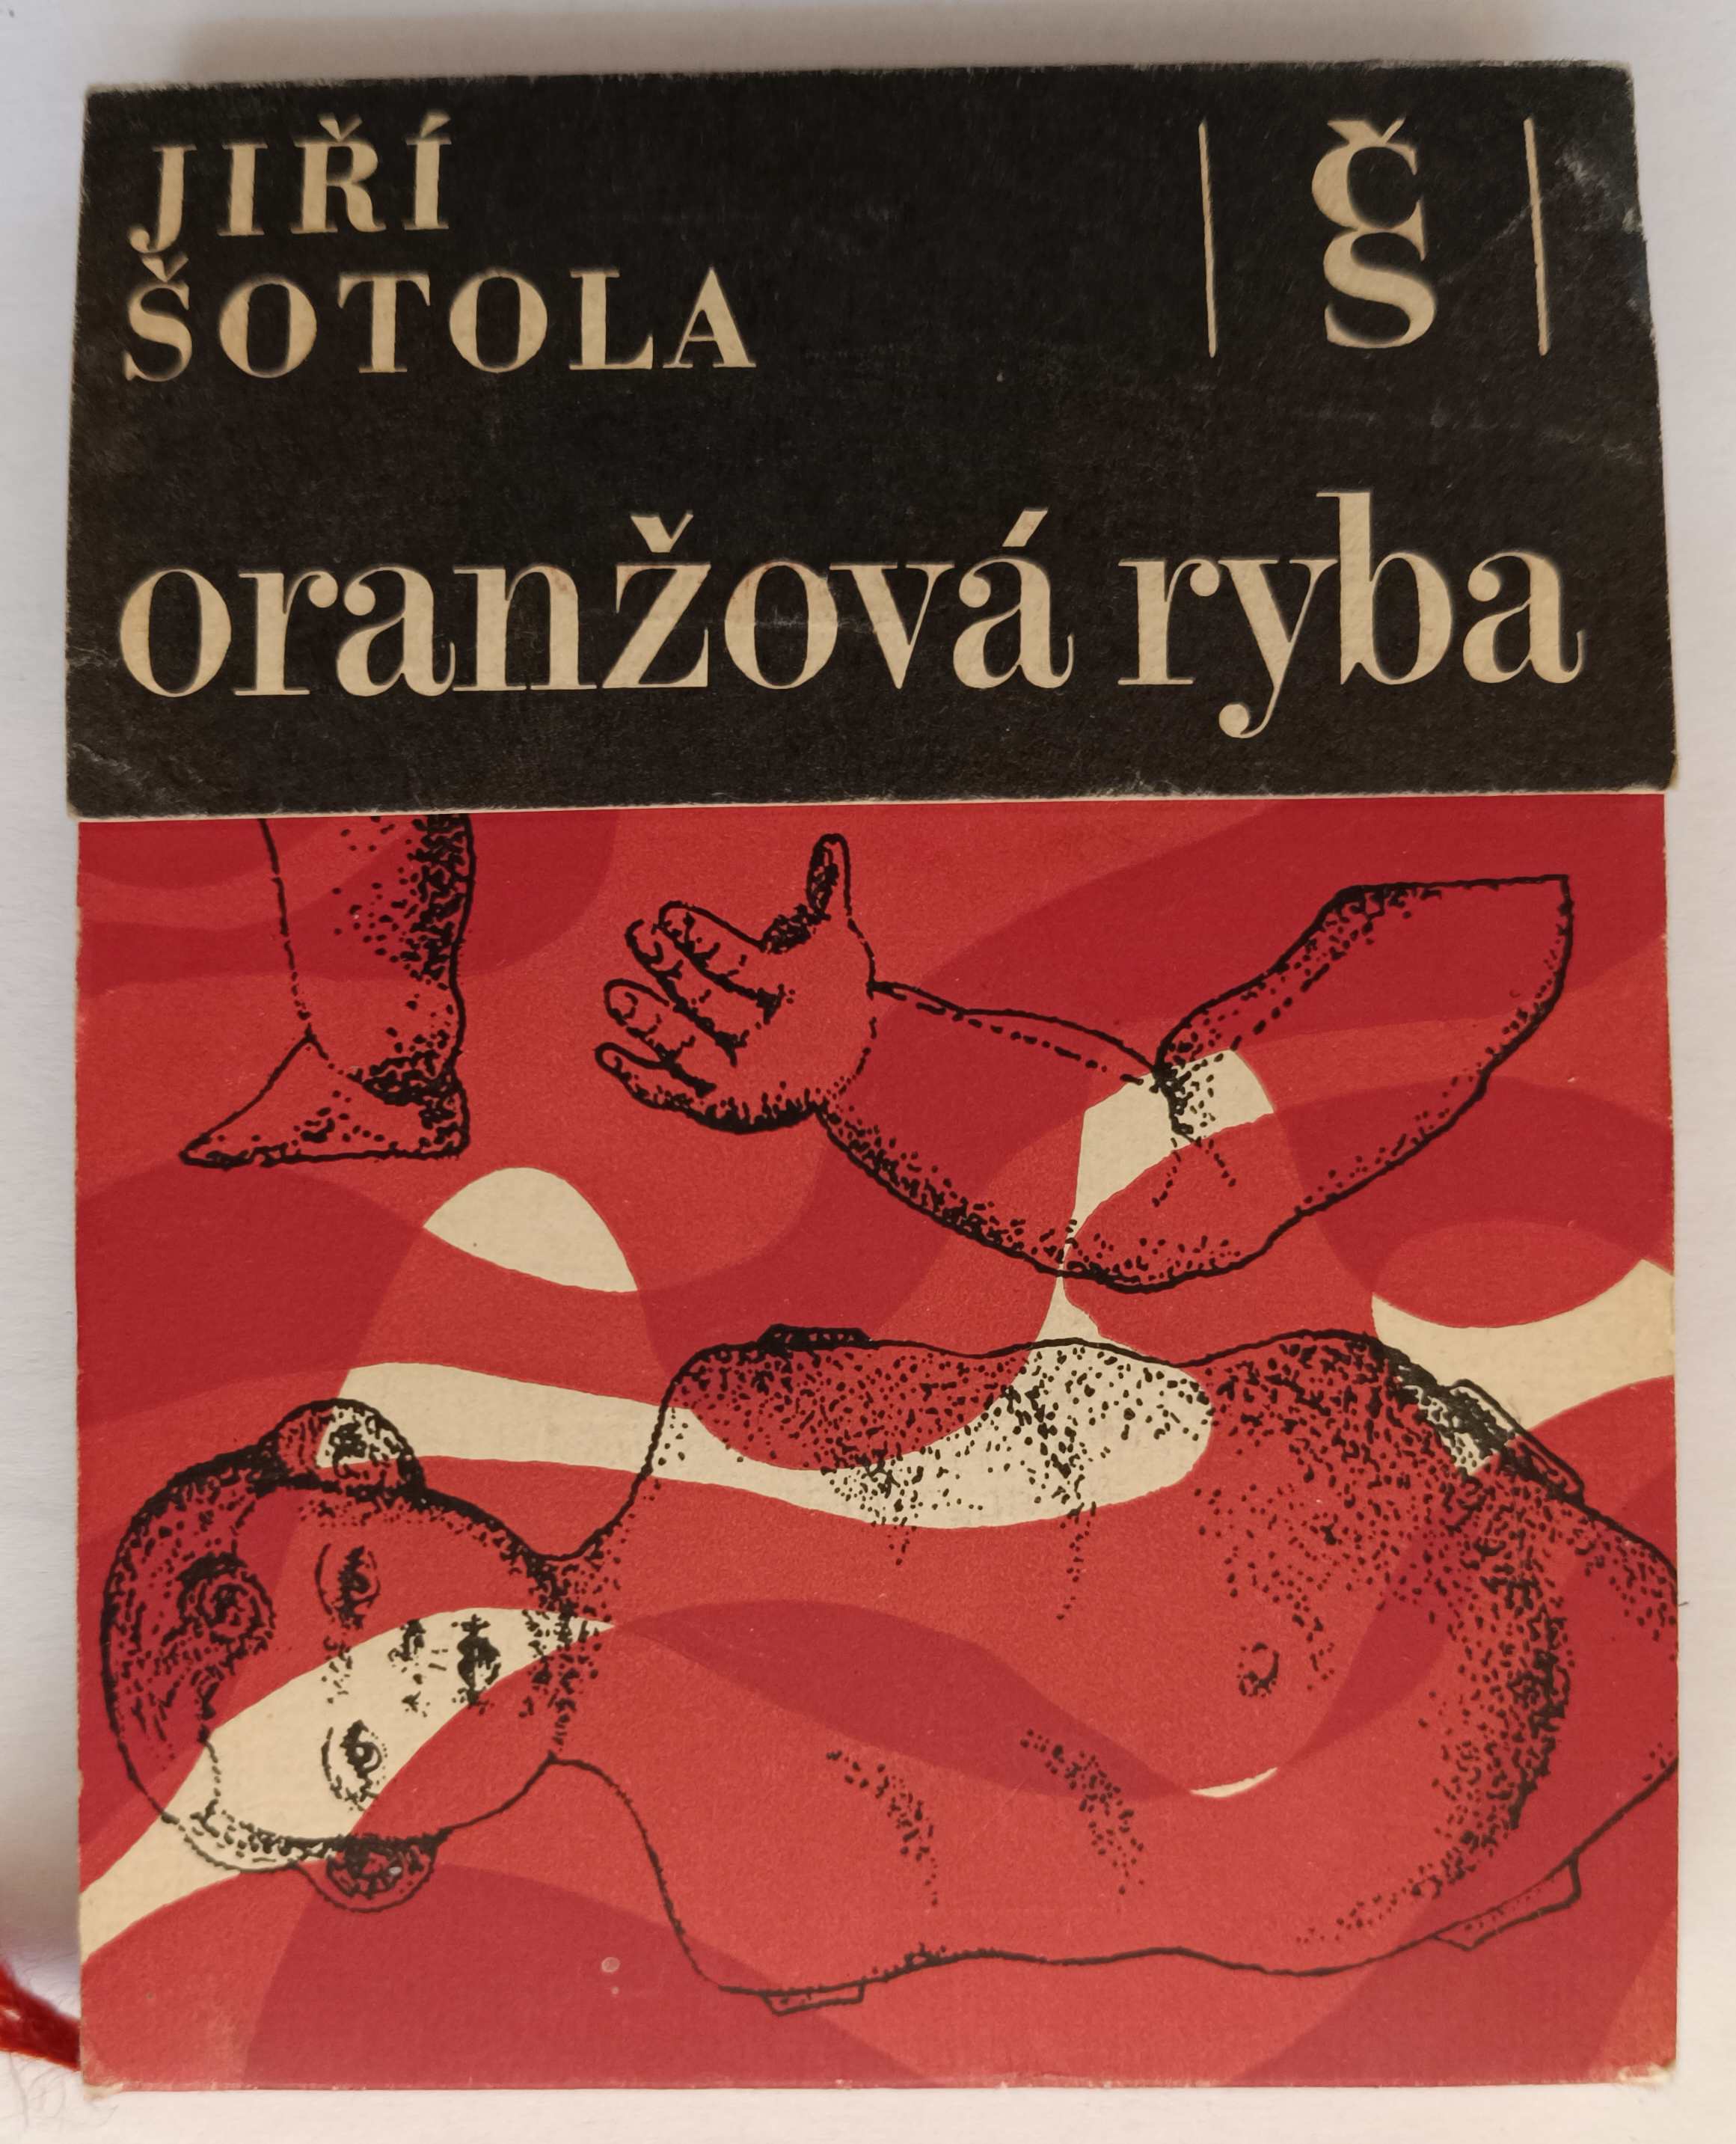 JIŘÍ
ŠOTOLA
čs
oranžová ryba